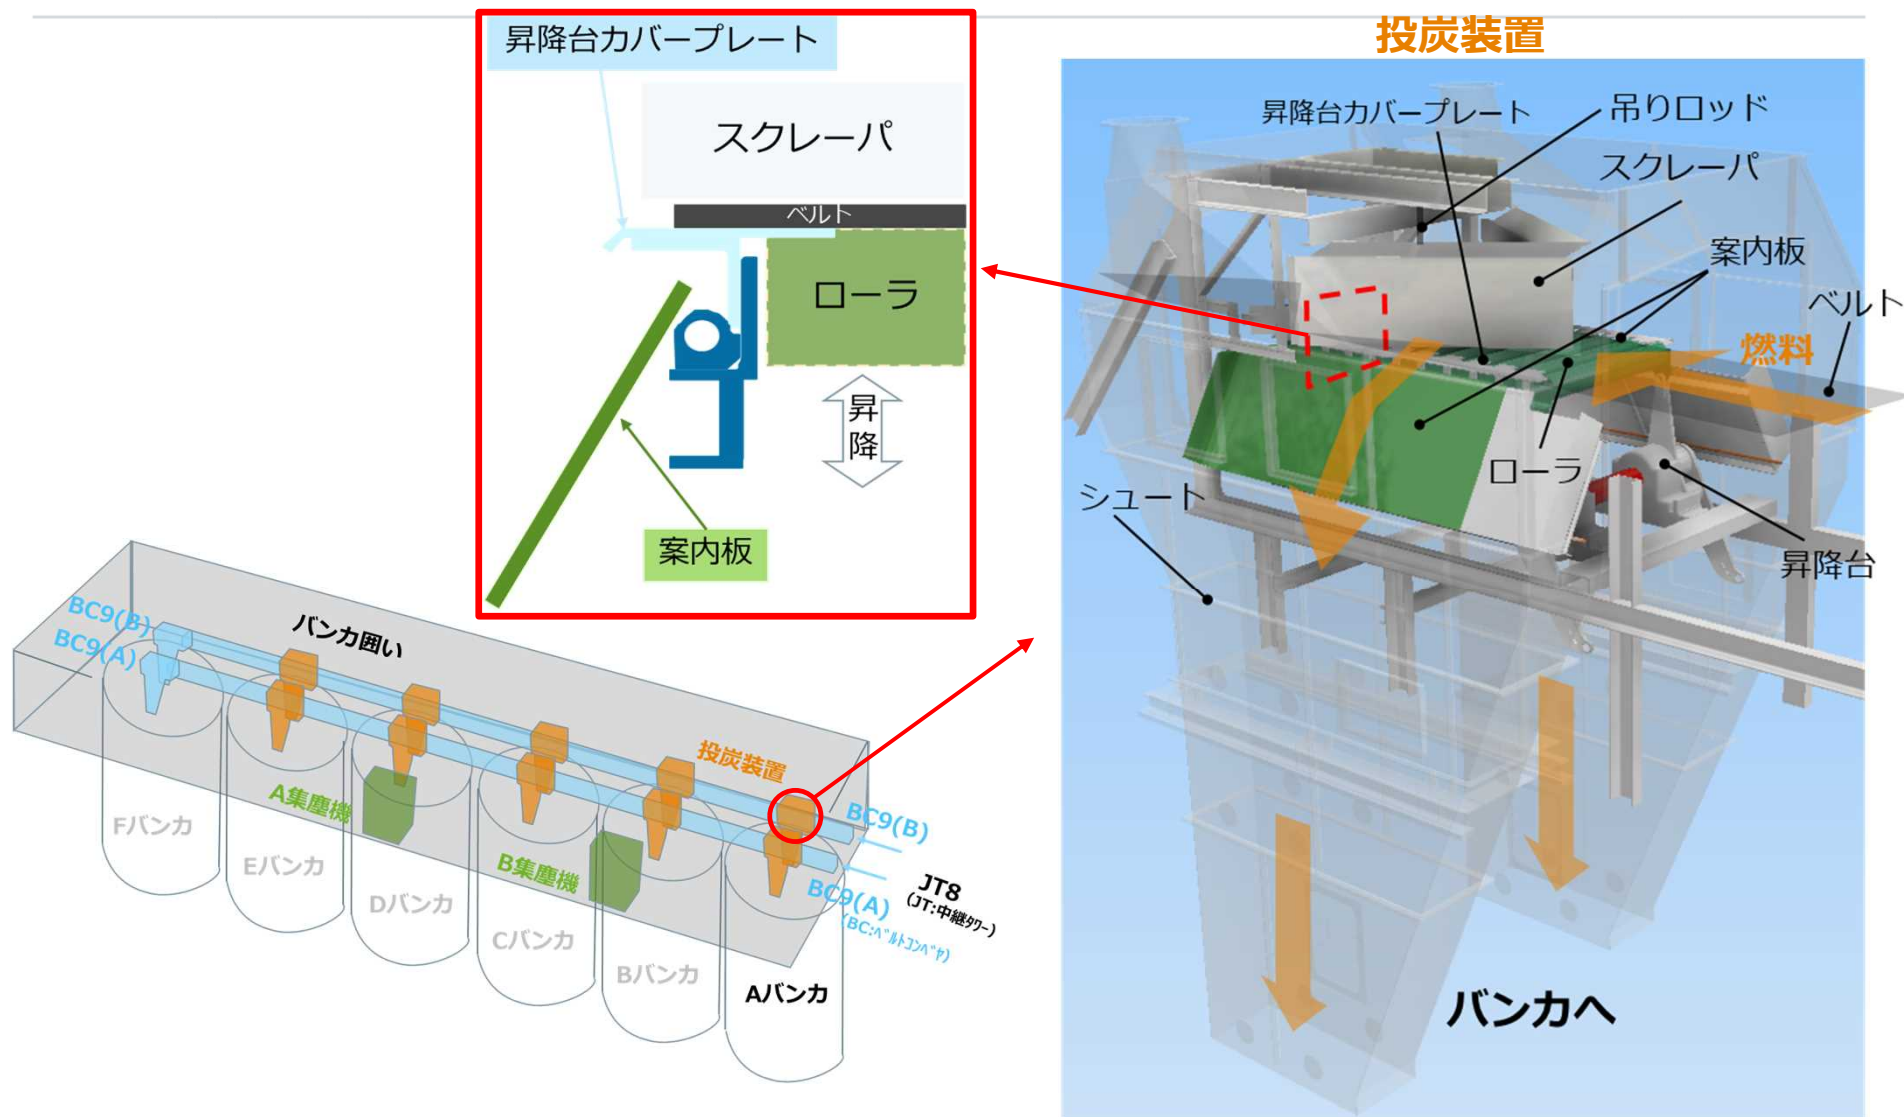 昇降台カバープレート
スクレーパ
ベルト
ローラ
昇
降
案内板
投炭装置
昇降台カバープレート
吊りロッド
スクレーパ
案内板
ベルト
燃料
ローラ
シュート
昇降台
バンカへ
BC9(B)
BC9(A)
バンカ囲い
投炭装置
A集塵機
B集塵機
BC9(B)
BC9(A)
(BC:ﾍﾞﾙﾄｺﾝﾍﾞﾔ)
JT8
(JT:中継ﾀﾜｰ)
Fバンカ
Eバンカ
Dバンカ
Cバンカ
Bバンカ
Aバンカ